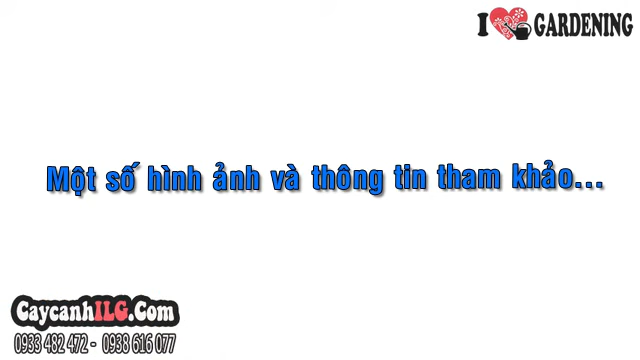 I GARDENING
Một số hình ảnh và thông tin tham khảo...
CaycanhILG.Com
0933 482 472 - 0938 616 077